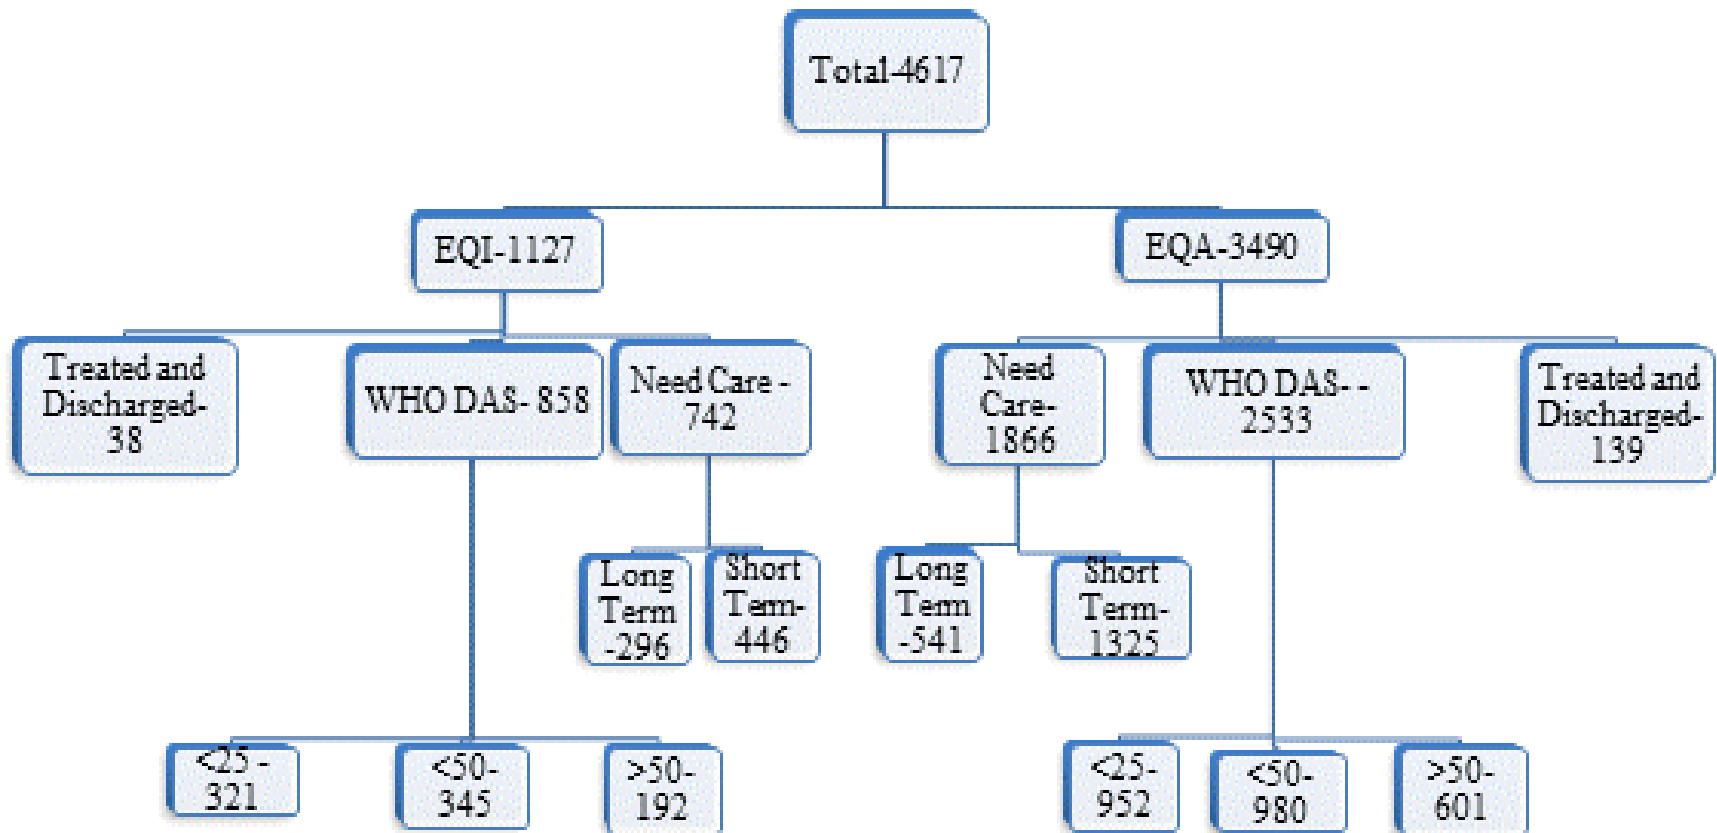 Total-4617
EQI-1127
EQA-3490
Treated and
Discharged-
38
WHO DAS- 858
Need Care -
742
Need
Care-
1866
WHO DAS- -
2533
Treated and
Discharged-
139
Long
Term
-296
Short
Term-
446
Long
Term
-541
Short
Term-
1325
<25 -
321
<50-
345
>50-
192
<25-
952
<50-
980
>50-
601